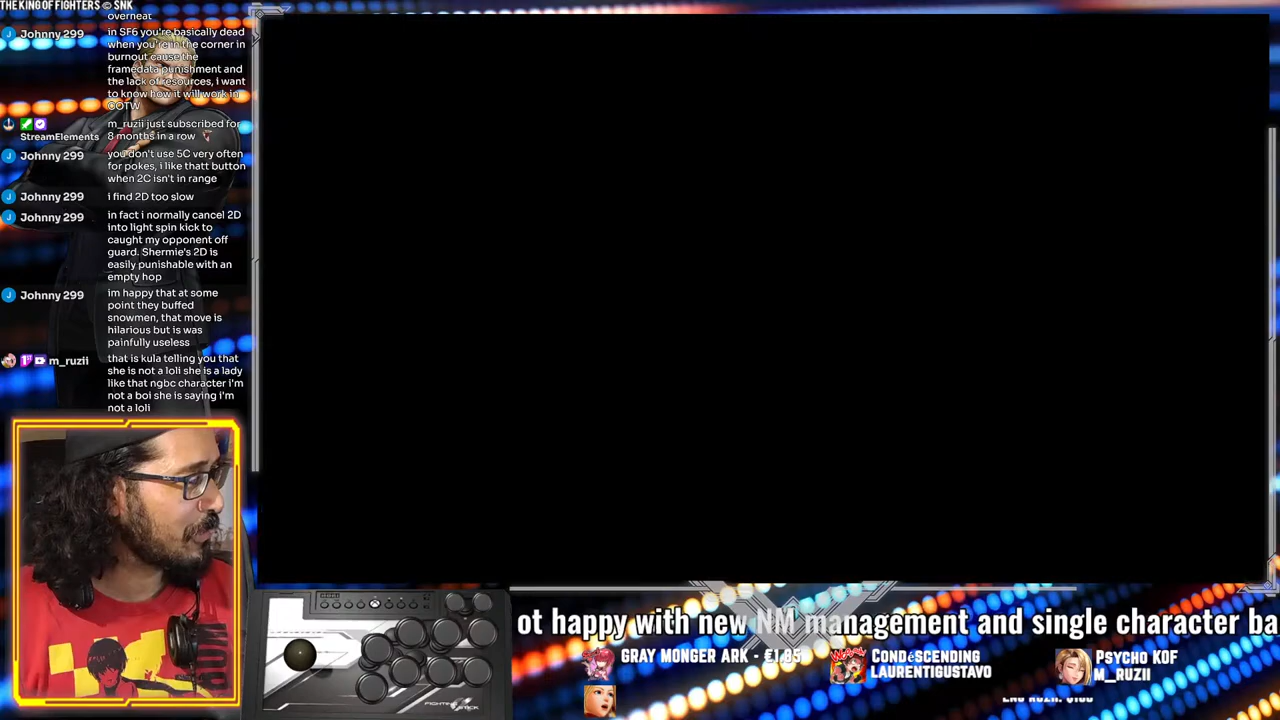 THE KING OF FIGHTERS © SNK
overheat
Johnny 299
in SF6 you're basically dead
when you're in the corner in
burnout cause the
framedata punishment and
the lack of resources, i want
to know how it will work in
COTW
StreamElements
m_ruzii just subscribed for
8 months in a row
Johnny 299
you don't use 5C very often
for pokes, i like thatt button
when 2C isn't in range
Johnny 299
i find 2D too slow
Johnny 299
in fact i normally cancel 2D
into light spin kick to
caught my opponent off
guard. Shermie's 2D is
easily punishable with an
empty hop
Johnny 299
im happy that at some
point they buffed
snowmen, that move is
hilarious but is was
painfully useless
m_ruzii
that is kula telling you that
she is not a loli she is a lady
like that ngbc character i'm
not a boi she is saying i'm
not a loli
FIGHTING STICK
ot happy with new NM management and single character ba
GRAY MONGER ARK - €1.95
CONDéSCENDING
LAURENTIGUSTAVO
PSYCHO KOF
M_RUZII